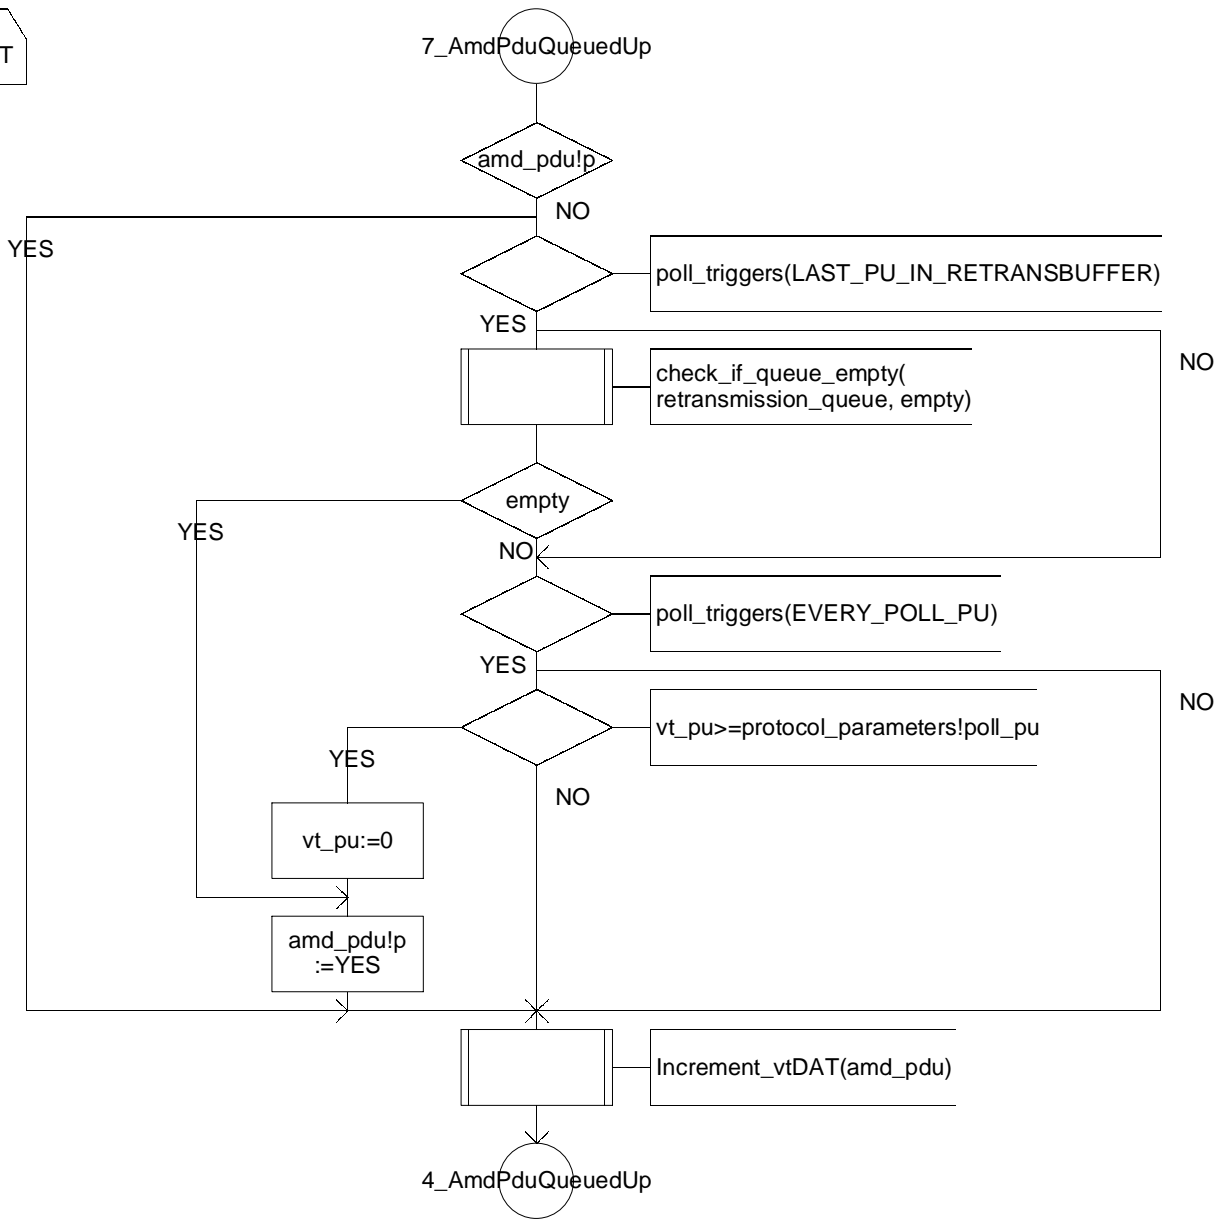 T
7_AmdPduQueuedUp
amd_pdu!p
NO
YES
poll_triggers(LAST_PU_IN_RETRANSBUFFER)
YES
NO
check_if_queue_empty(
retransmission_queue, empty)
empty
YES
NO
poll_triggers(EVERY_POLL_PU)
YES
NO
vt_pu>=protocol_parameters!poll_pu
YES
NO
vt_pu:=0
amd_pdu!p
:=YES
Increment_vtDAT(amd_pdu)
4_AmdPduQueuedUp